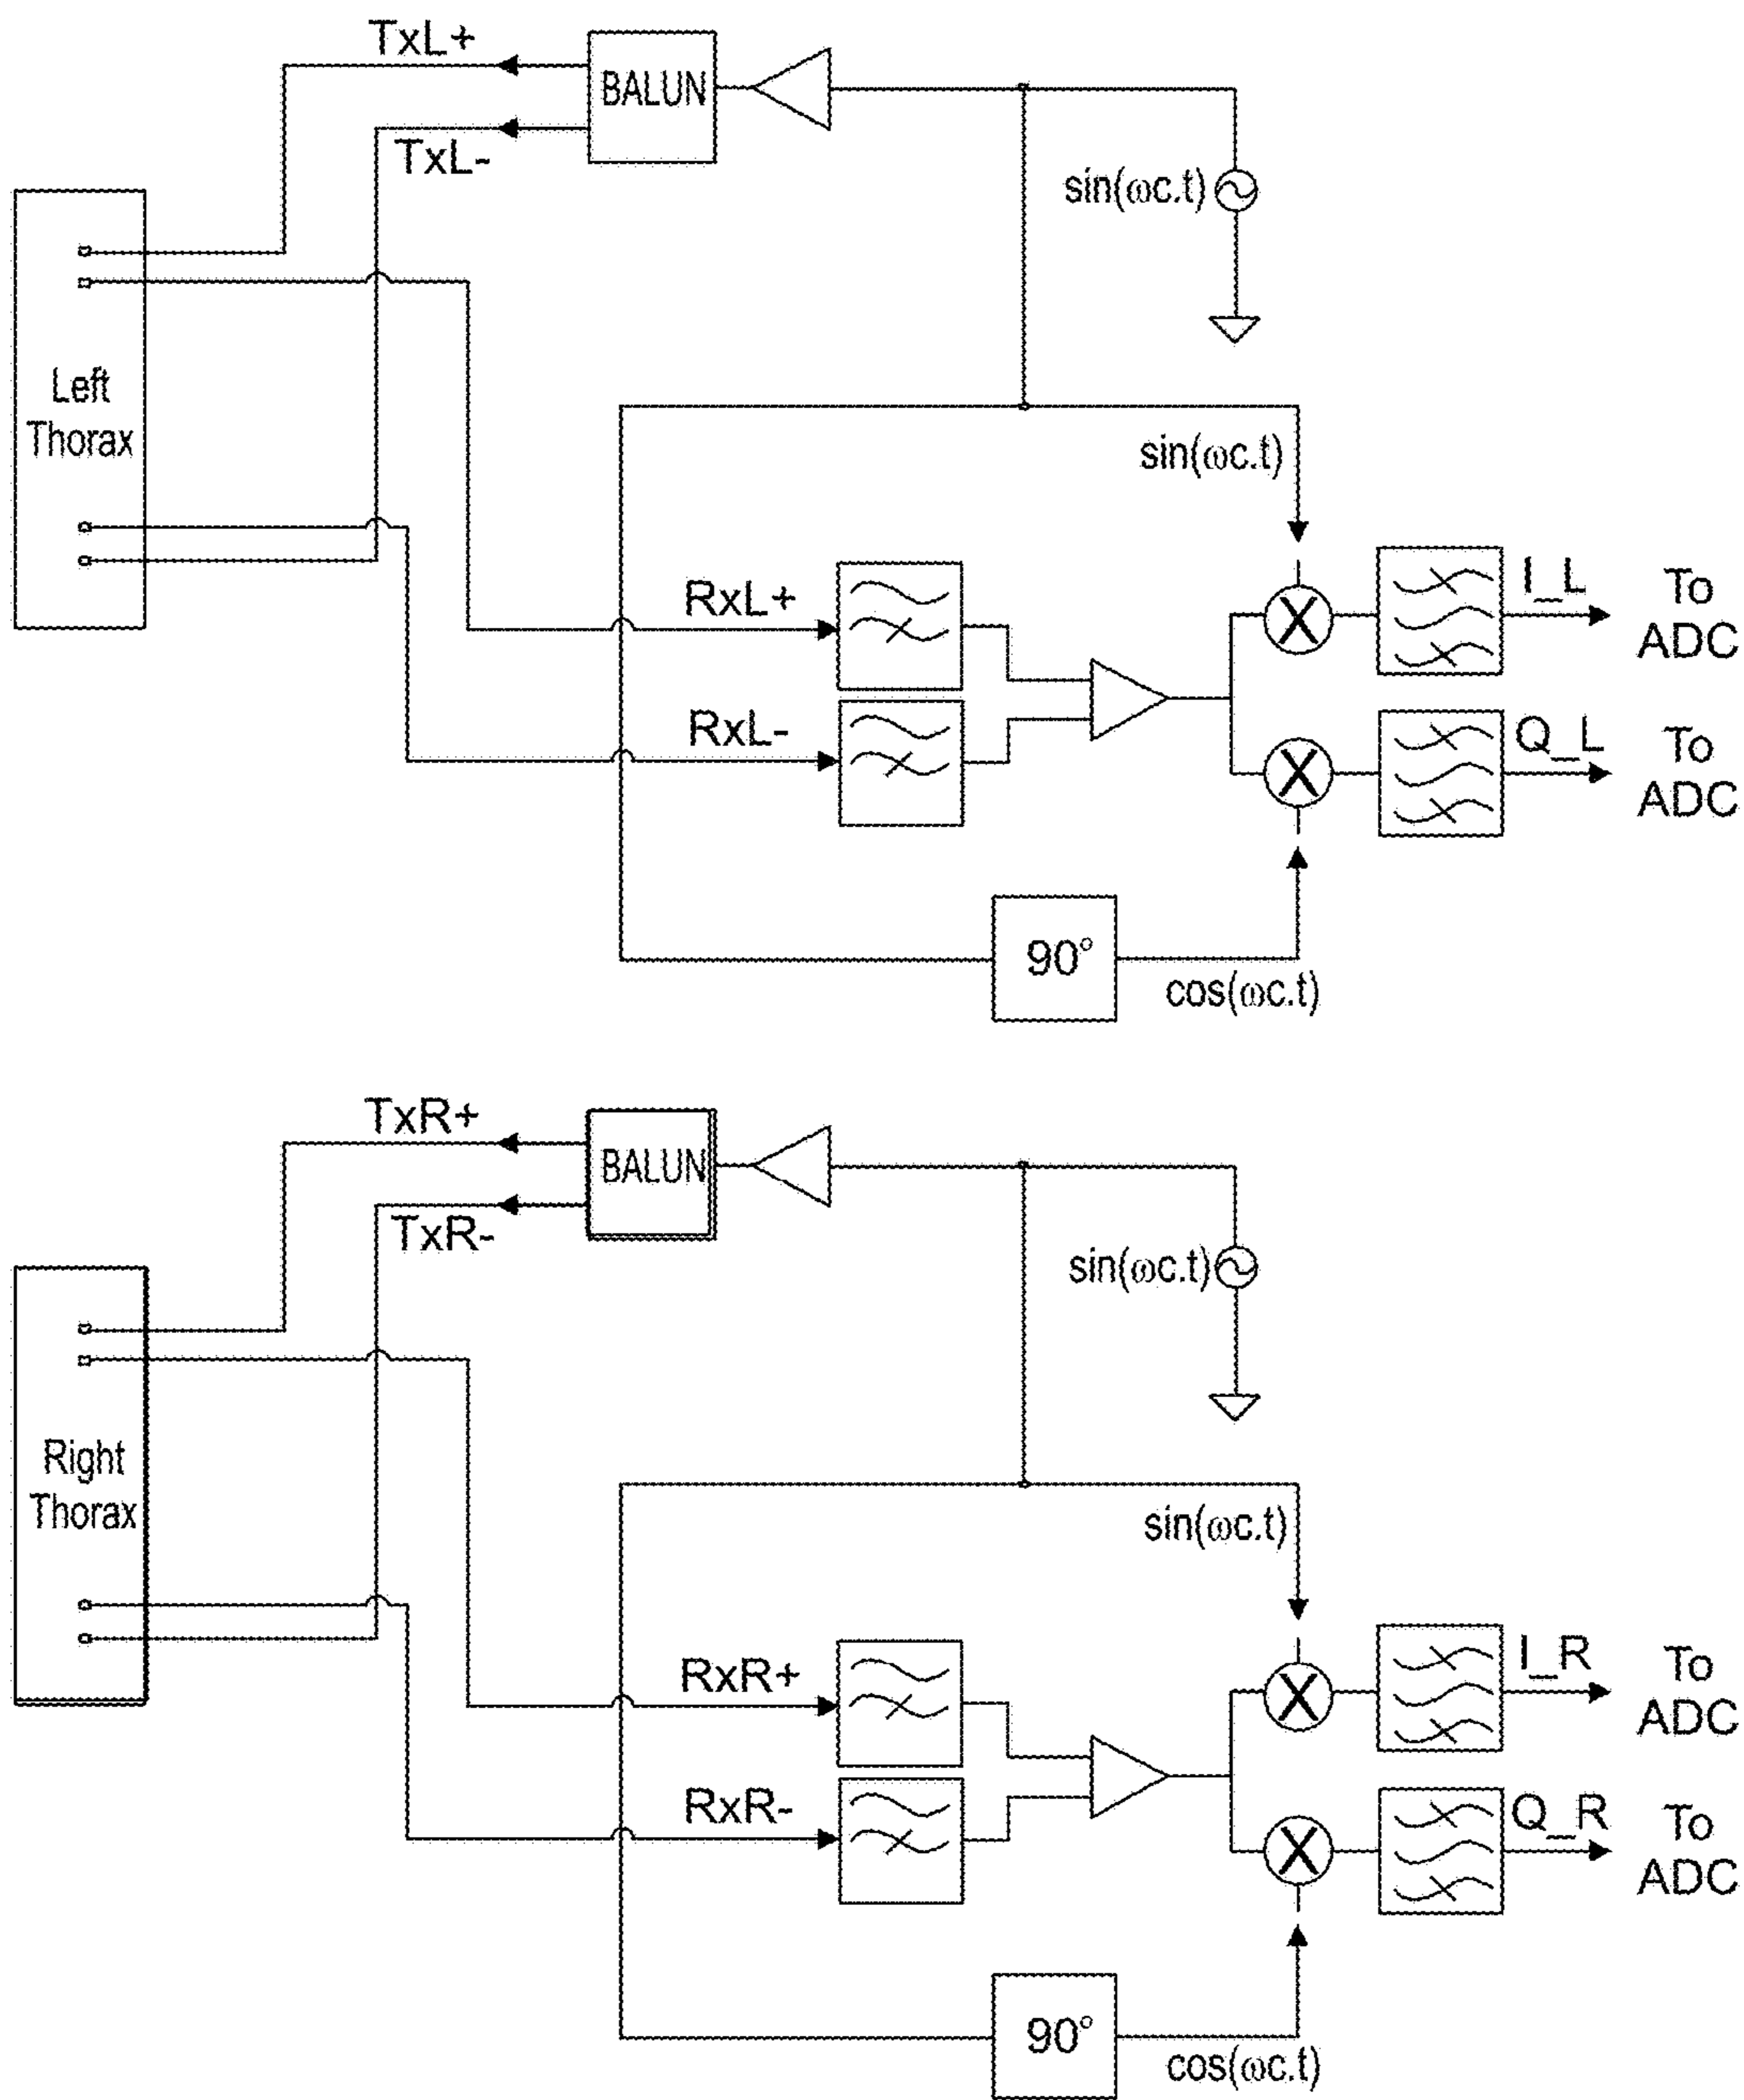 TxL+
BALUN
TxL-
sin(ωc.t)
Left
Thorax
sin(ωc.t)
RxL+
I_L
To
ADC
X
RxL-
Q_L
To
ADC
X
90°
cos(ωc.t)
TxR+
BALUN
TxR-
sin(ωc.t)
Right
Thorax
sin(ωc.t)
RxR+
I_R
To
ADC
X
RxR-
Q_R
To
ADC
X
90°
cos(ωc.t)